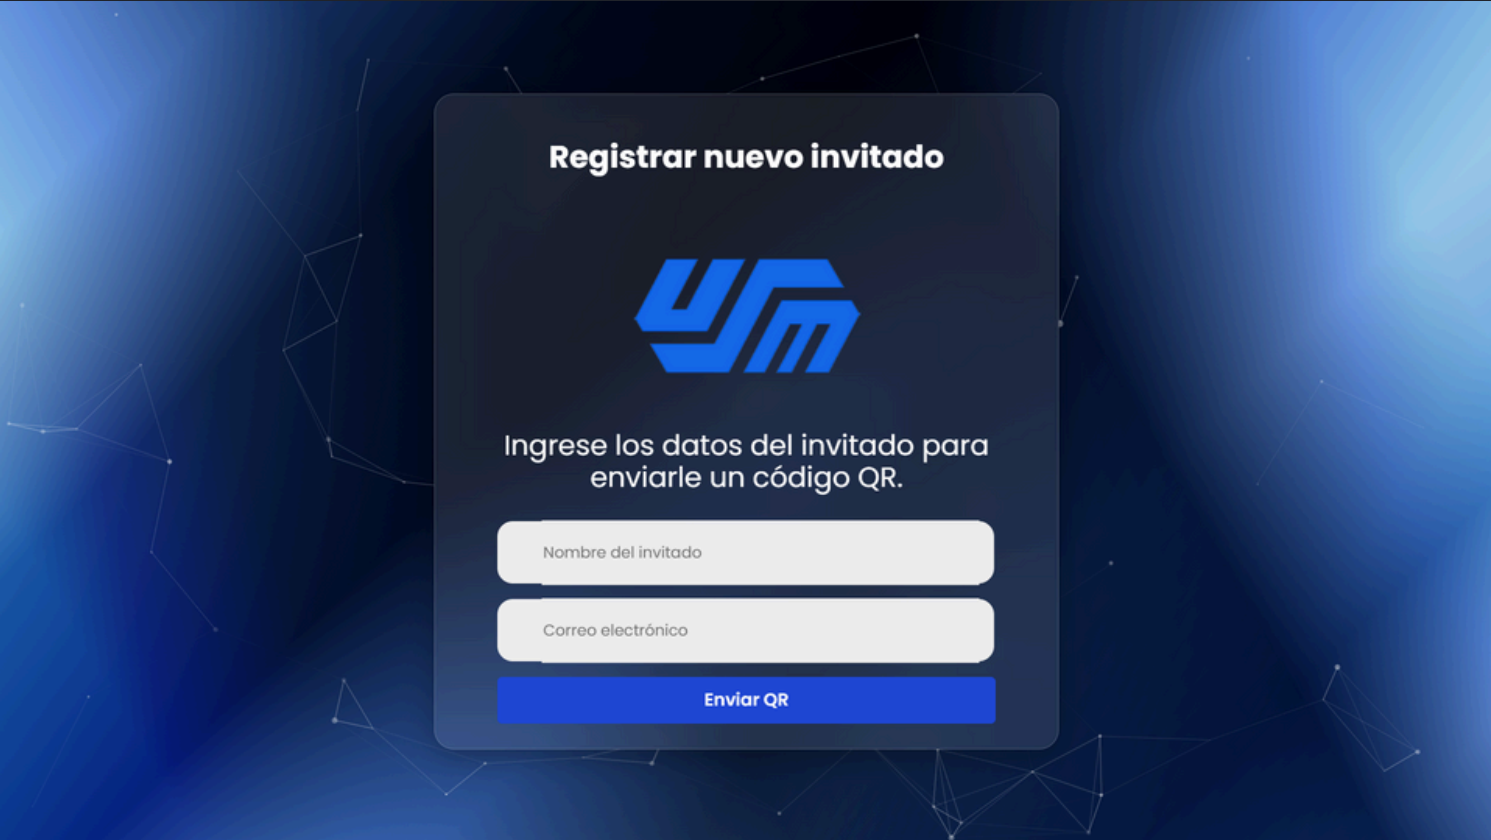 Registrar nuevo invitado
USM
Ingrese los datos del invitado para
enviarle un código QR.
Nombre del invitado
Correo electrónico
Enviar QR